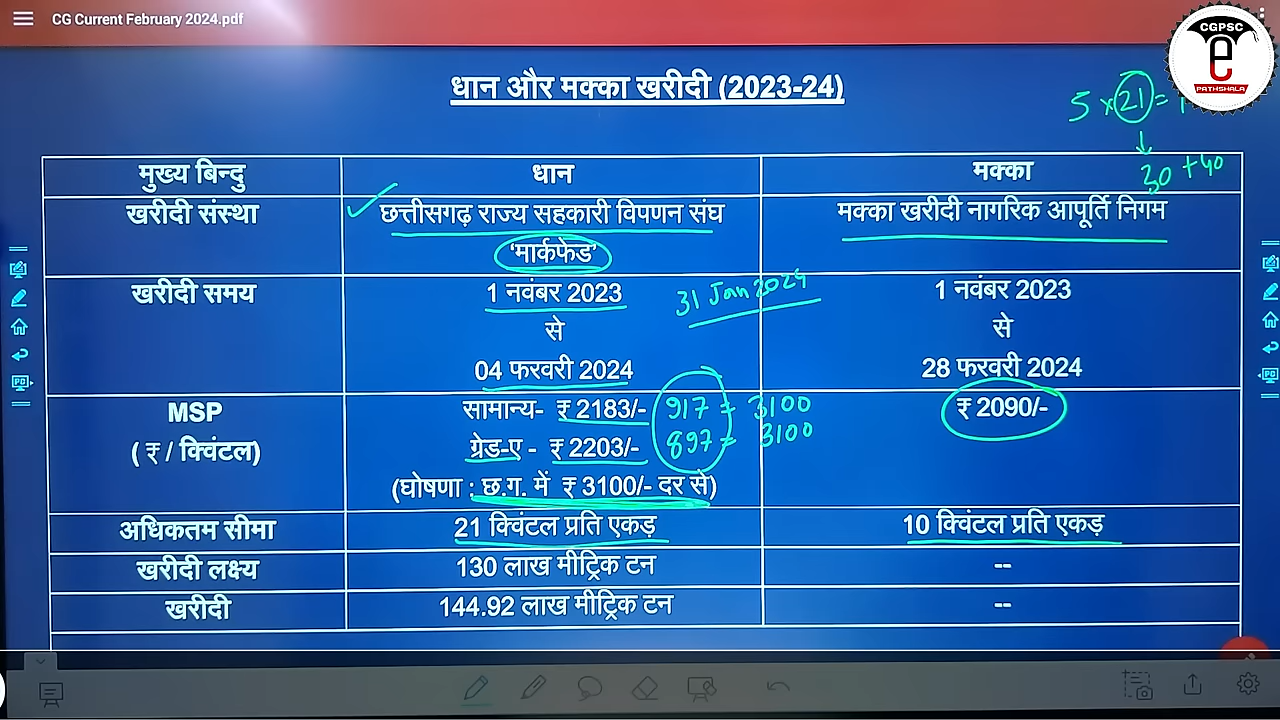 CG Current February 2024.pdf
CGPSC
e
PATHSHALA
धान और मक्का खरीदी (2023-24)
5 × 21 =
30 + 40
मुख्य बिन्दु धान मक्का
खरीदी संस्था छत्तीसगढ़ राज्य सहकारी विपणन संघ मक्का खरीदी नागरिक आपूर्ति निगम
'मार्कफेड'
खरीदी समय 1 नवंबर 2023 31 Jan 2024 1 नवंबर 2023
से से
04 फरवरी 2024 28 फरवरी 2024
MSP सामान्य- ₹ 2183/- 917 = 3100 ₹ 2090/-
( ₹ / क्विंटल) ग्रेड-ए - ₹ 2203/- 897 = 3100
(घोषणा : छ.ग. में ₹ 3100/- दर से)
अधिकतम सीमा 21 क्विंटल प्रति एकड़ 10 क्विंटल प्रति एकड़
खरीदी लक्ष्य 130 लाख मीट्रिक टन --
खरीदी 144.92 लाख मीट्रिक टन --